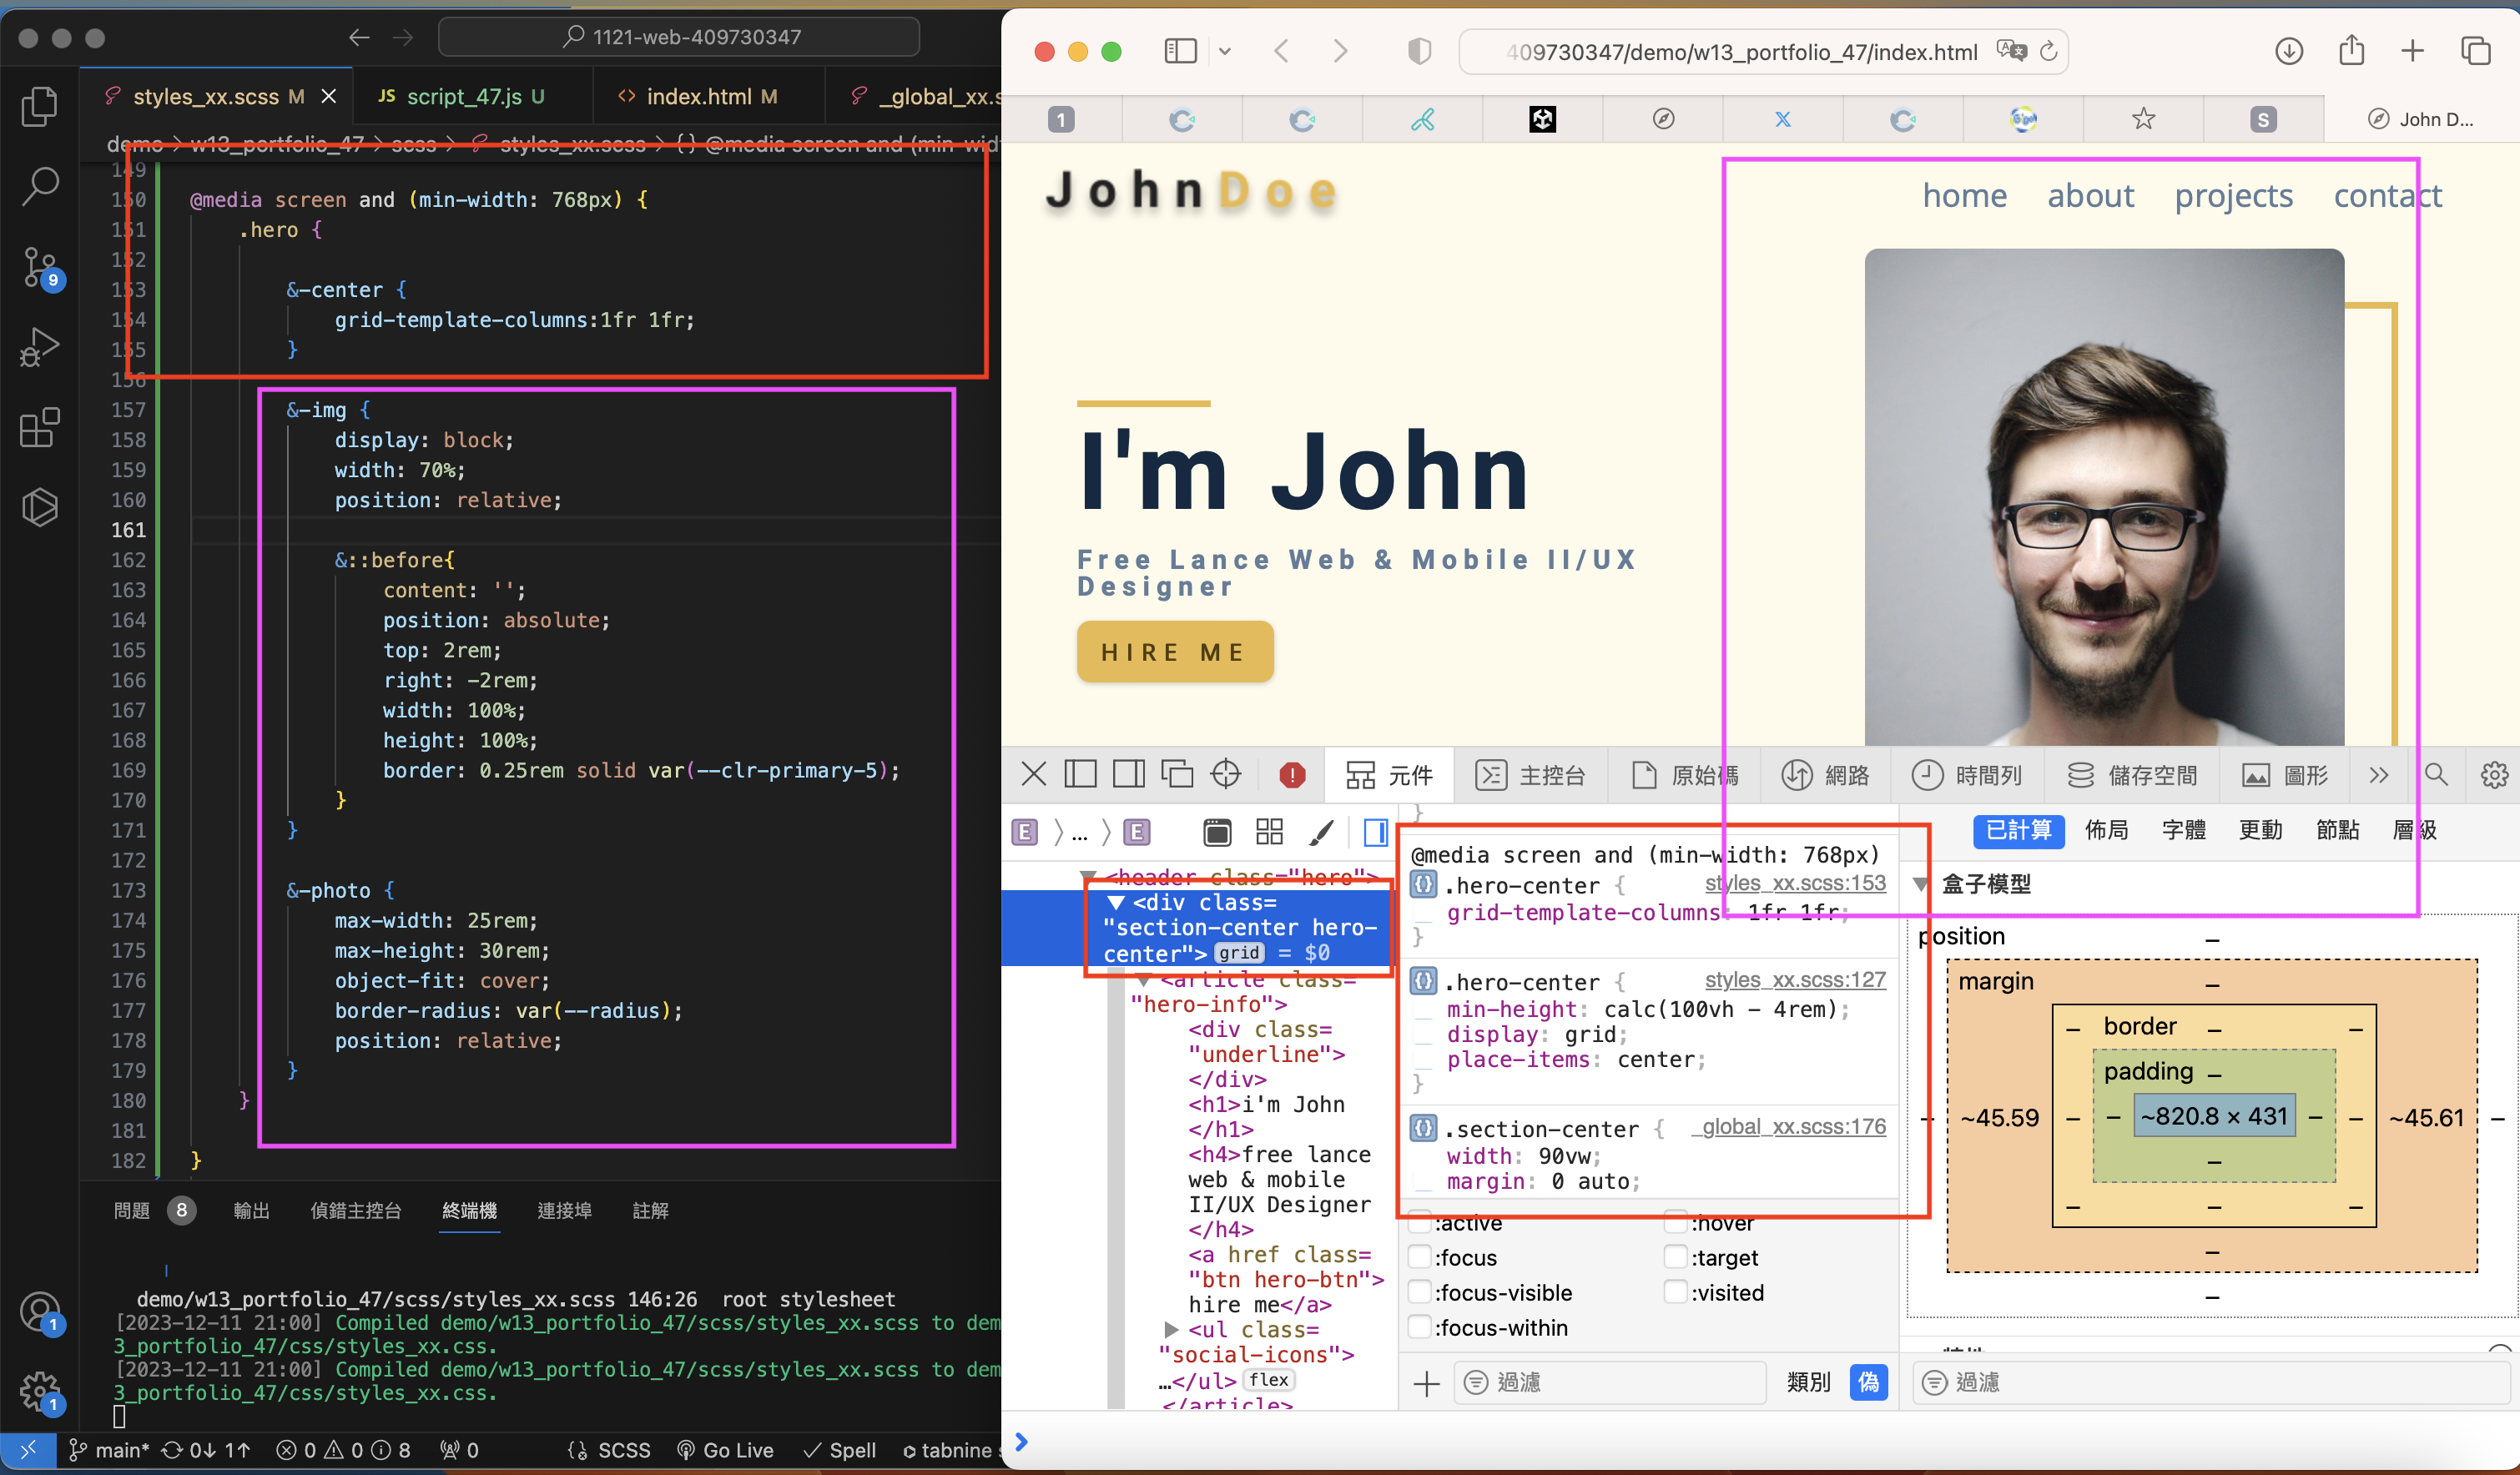 1121-web-409730347
styles_xx.scss M
JS script_47.js U
index.html M
_global_xx.s
demo > w13_portfolio_47 > scss > styles_xx.scss > {} @media screen and (min-widt
149
150 @media screen and (min-width: 768px) {
151 .hero {
152
153 &-center {
154 grid-template-columns:1fr 1fr;
155 }
156
157 &-img {
158 display: block;
159 width: 70%;
160 position: relative;
161
162 &::before{
163 content: '';
164 position: absolute;
165 top: 2rem;
166 right: -2rem;
167 width: 100%;
168 height: 100%;
169 border: 0.25rem solid var(--clr-primary-5);
170 }
171 }
172
173 &-photo {
174 max-width: 25rem;
175 max-height: 30rem;
176 object-fit: cover;
177 border-radius: var(--radius);
178 position: relative;
179 }
180 }
181
182 }
9
1
1
問題 8 輸出 偵錯主控台 終端機 連接埠 註解
demo/w13_portfolio_47/scss/styles_xx.scss 146:26 root stylesheet
[2023-12-11 21:00] Compiled demo/w13_portfolio_47/scss/styles_xx.scss to dem
3_portfolio_47/css/styles_xx.css.
[2023-12-11 21:00] Compiled demo/w13_portfolio_47/scss/styles_xx.scss to dem
3_portfolio_47/css/styles_xx.css.
main* 0↓ 1↑ 0 0 8 0 SCSS Go Live Spell tabnine s
409730347/demo/w13_portfolio_47/index.html
1
S
John D...
JohnDoe
home about projects contact
I'm John
Free Lance Web & Mobile II/UX
Designer
HIRE ME
元件 主控台 原始碼 網路 時間列 儲存空間 圖形
E 〉... 〉 E
<header class="hero">
<div class=
"section-center hero-
center"> grid = $0
<article class=
"hero-info">
<div class=
"underline">
</div>
<h1>i'm John
</h1>
<h4>free lance
web & mobile
II/UX Designer
</h4>
<a href class=
"btn hero-btn">
hire me</a>
<ul class=
"social-icons">
…</ul> flex
</article>
}
@media screen and (min-width: 768px)
.hero-center { styles_xx.scss:153
grid-template-columns: 1fr 1fr;
}
.hero-center { styles_xx.scss:127
min-height: calc(100vh - 4rem);
display: grid;
place-items: center;
}
.section-center { _global_xx.scss:176
width: 90vw;
margin: 0 auto;
:active :hover
:focus :target
:focus-visible :visited
:focus-within
過濾 類別 偽
已計算 佈局 字體 更動 節點 層級
盒子模型
position –
margin –
– border – –
padding –
– ~45.59 – – ~820.8 × 431 – – ~45.61 –
–
– – –
–
–
過濾